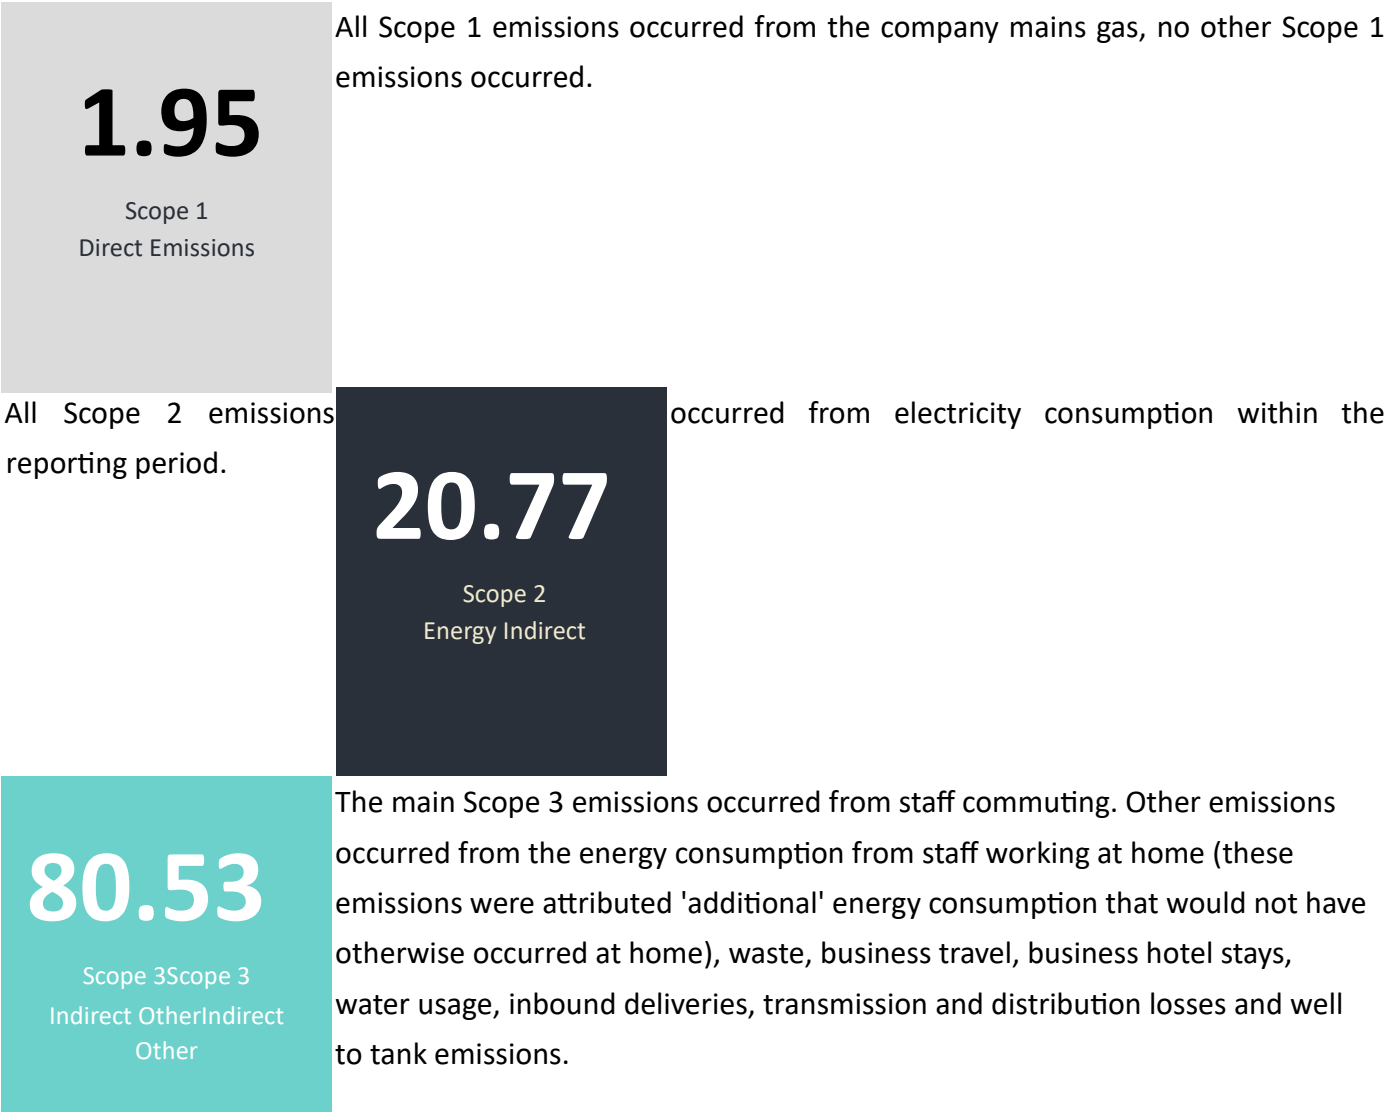 All Scope 1 emissions occurred from the company mains gas, no other Scope 1
emissions occurred.
1.95
Scope 1
Direct Emissions
All Scope 2 emissions occurred from electricity consumption within the
reporting period.
20.77
Scope 2
Energy Indirect
The main Scope 3 emissions occurred from staff commuting. Other emissions
occurred from the energy consumption from staff working at home (these
emissions were attributed 'additional' energy consumption that would not have
otherwise occurred at home), waste, business travel, business hotel stays,
water usage, inbound deliveries, transmission and distribution losses and well
to tank emissions.
80.53
Scope 3Scope 3
Indirect OtherIndirect
Other